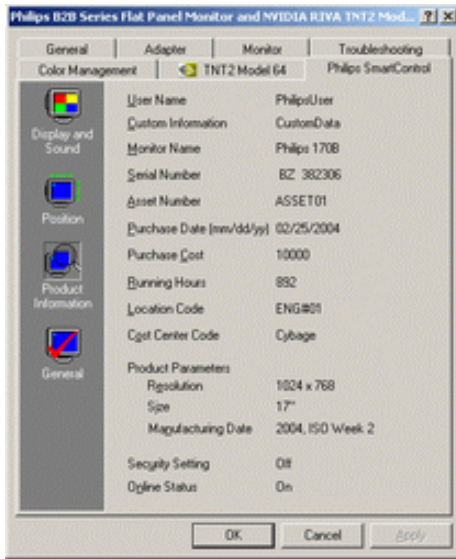 Philips B2B Series Flat Panel Monitor and NVIDIA RIVA TNT2 Mod...
General Adapter Monitor Troubleshooting
Color Management TNT2 Model 64 Philips SmartControl
Display and Sound
Position
Product Information
General
User Name PhilipsUser
Custom Information CustomData
Monitor Name Philips 170B
Serial Number BZ 382306
Asset Number ASSET01
Purchase Date (mm/dd/yy) 02/25/2004
Purchase Cost 10000
Running Hours 892
Location Code ENG#01
Cost Center Code Cybage
Product Parameters
Resolution 1024 x 768
Size 17"
Manufacturing Date 2004, ISO Week 2
Security Setting Off
Online Status On
OK Cancel Apply